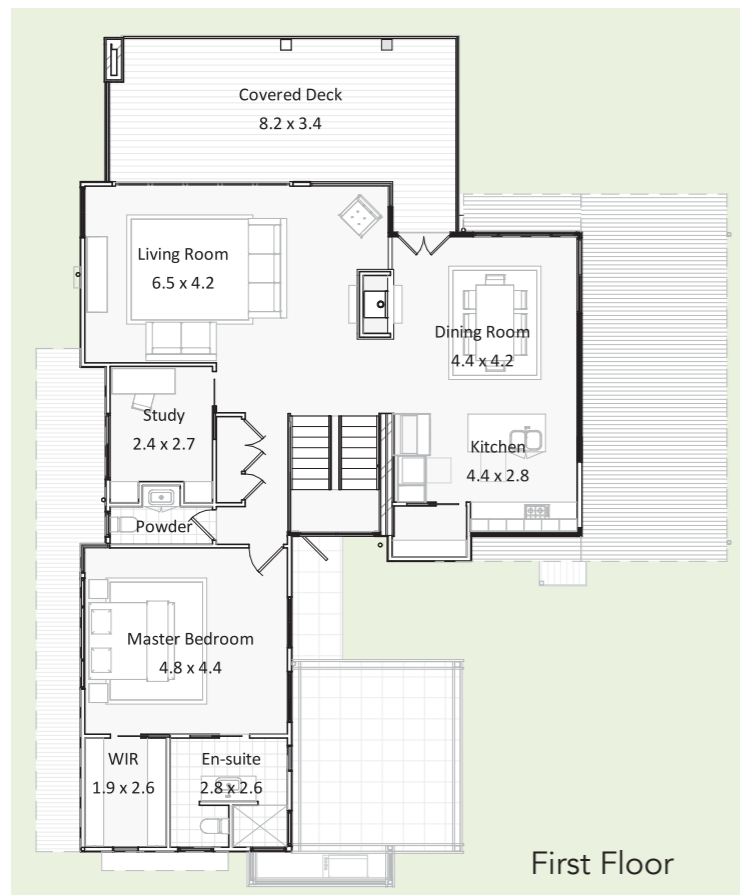 Covered Deck
8.2 x 3.4
Living Room
6.5 x 4.2
Dining Room
4.4 x 4.2
Study
2.4 x 2.7
Kitchen
4.4 x 2.8
Powder
Master Bedroom
4.8 x 4.4
WIR
1.9 x 2.6
En-suite
2.8 x 2.6
First Floor